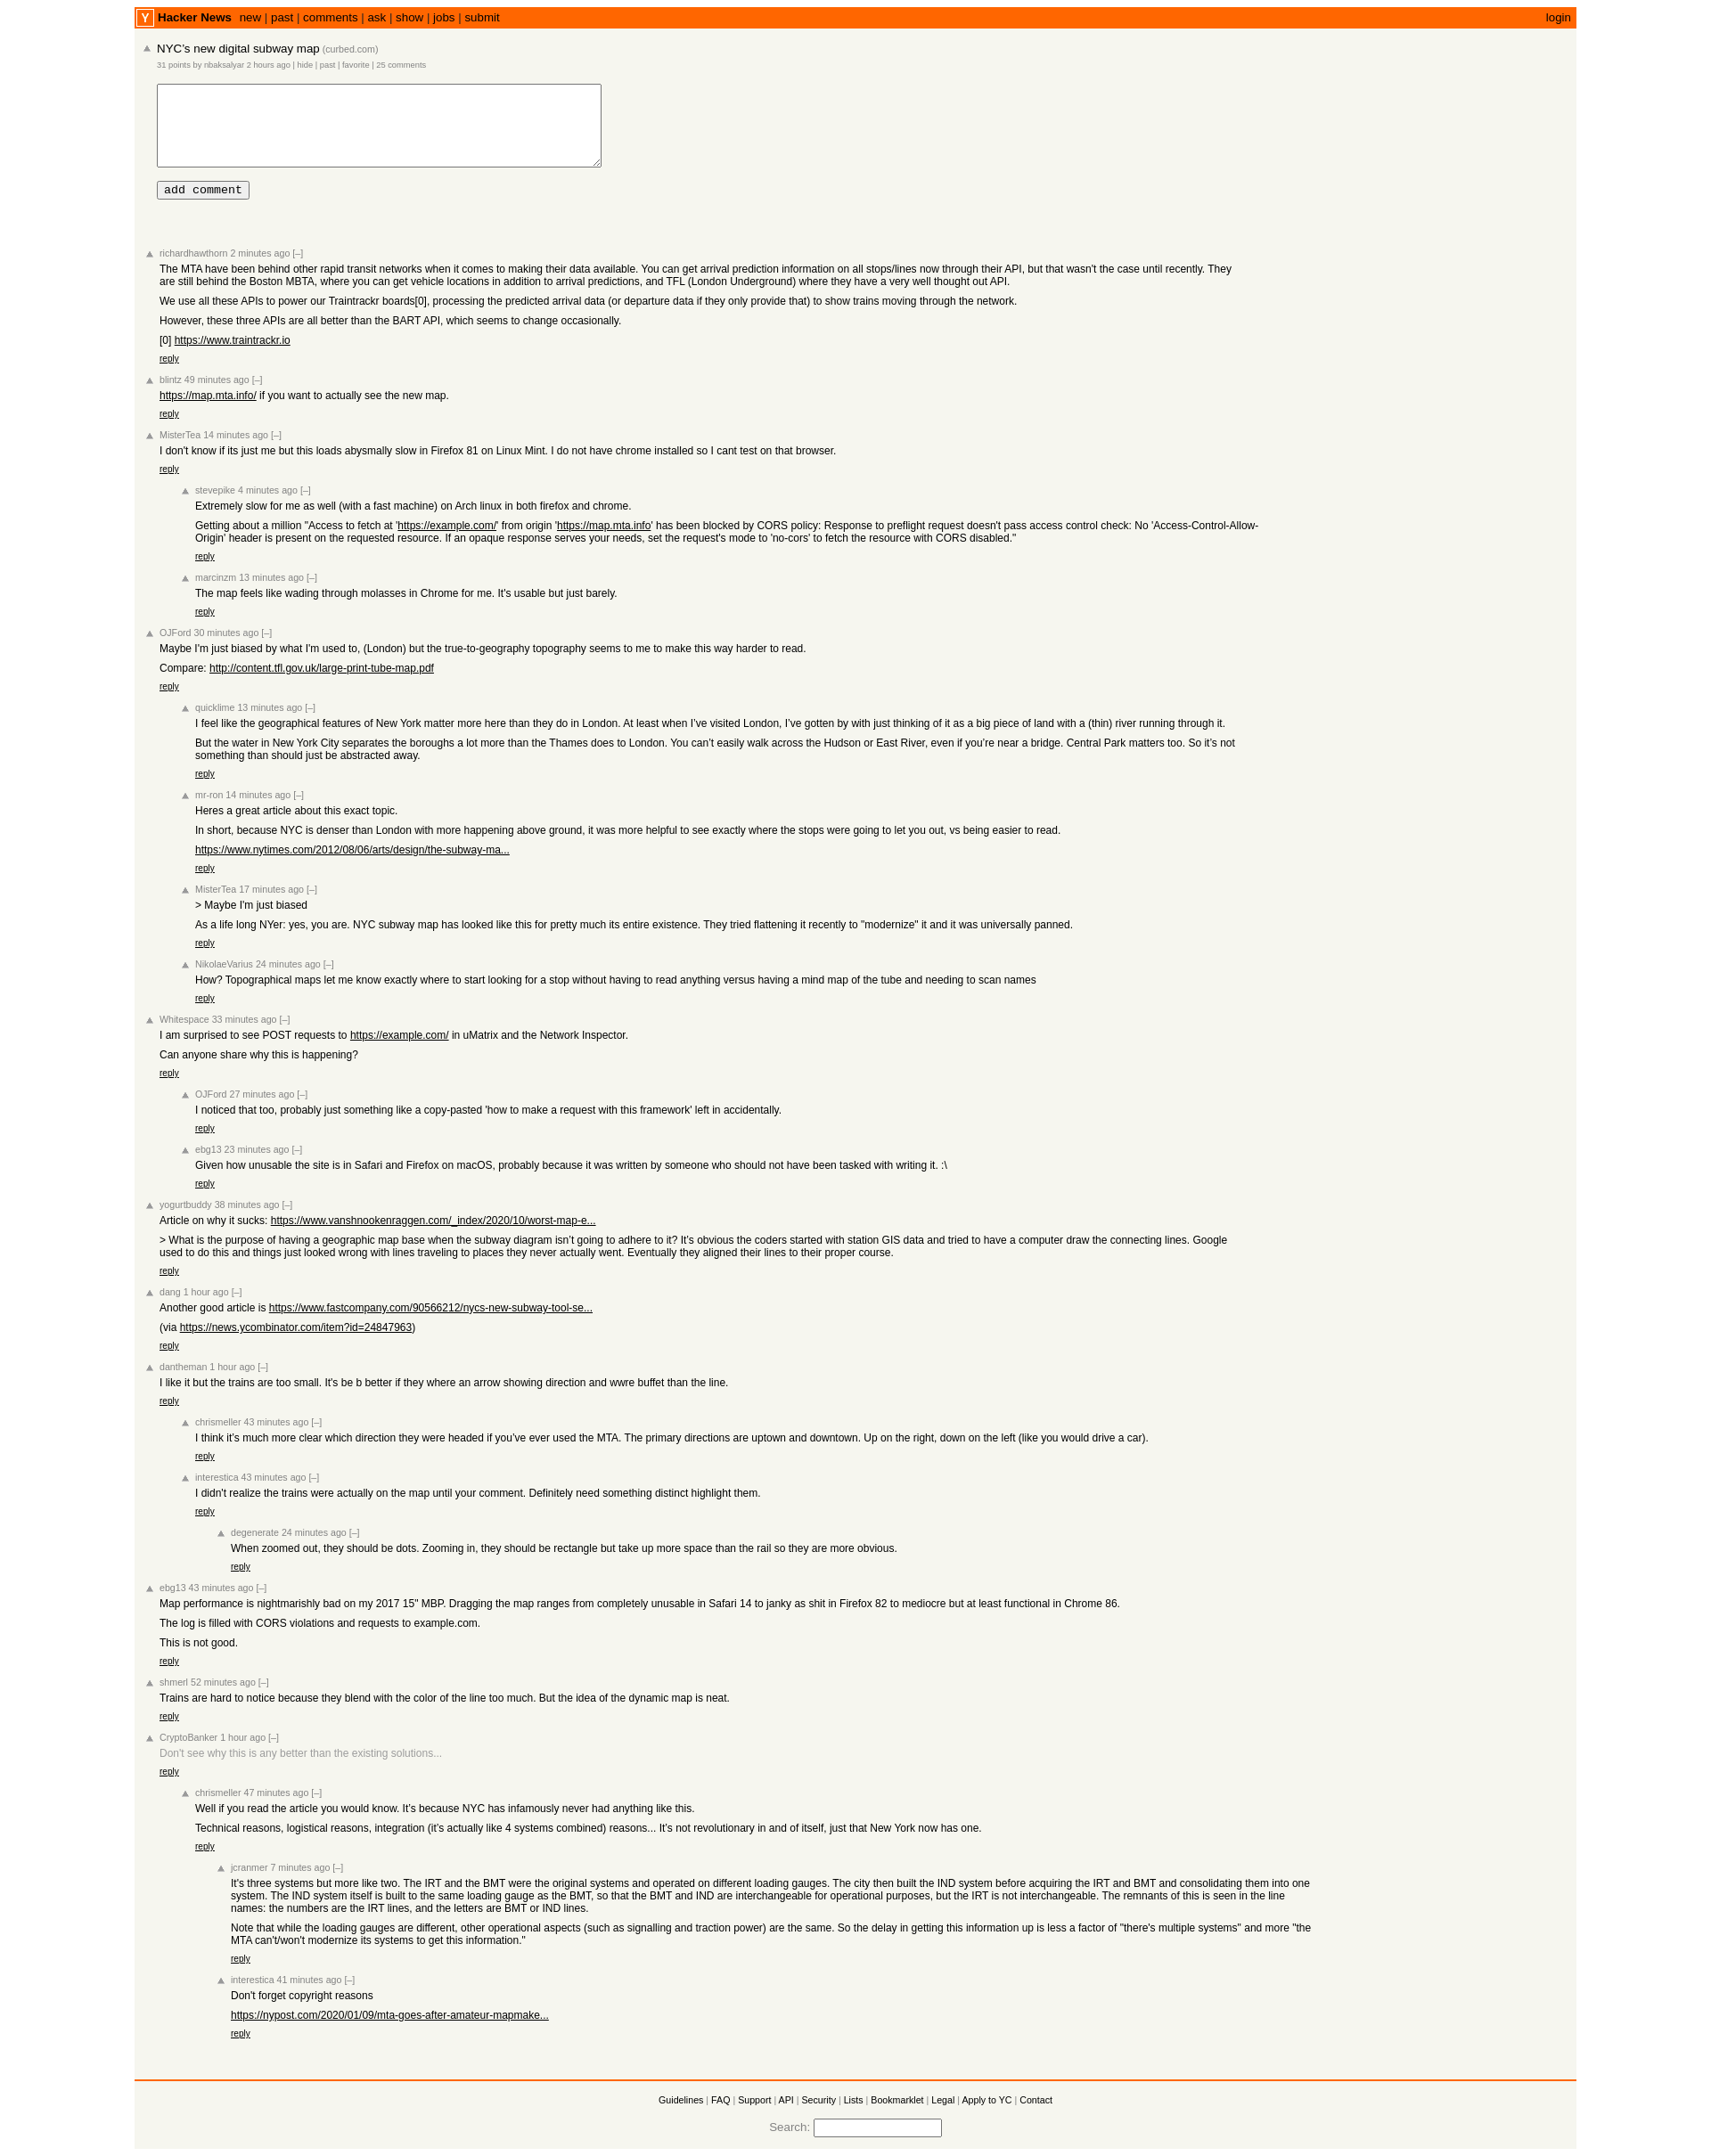 Y Hacker News new | past | comments | ask | show | jobs | submit login
NYC's new digital subway map (curbed.com)
31 points by nbaksalyar 2 hours ago | hide | past | favorite | 25 comments
add comment
richardhawthorn 2 minutes ago [–]
The MTA have been behind other rapid transit networks when it comes to making their data available. You can get arrival prediction information on all stops/lines now through their API, but that wasn't the case until recently. They
are still behind the Boston MBTA, where you can get vehicle locations in addition to arrival predictions, and TFL (London Underground) where they have a very well thought out API.
We use all these APIs to power our Traintrackr boards[0], processing the predicted arrival data (or departure data if they only provide that) to show trains moving through the network.
However, these three APIs are all better than the BART API, which seems to change occasionally.
[0] https://www.traintrackr.io
reply
blintz 49 minutes ago [–]
https://map.mta.info/ if you want to actually see the new map.
reply
MisterTea 14 minutes ago [–]
I don't know if its just me but this loads abysmally slow in Firefox 81 on Linux Mint. I do not have chrome installed so I cant test on that browser.
reply
stevepike 4 minutes ago [–]
Extremely slow for me as well (with a fast machine) on Arch linux in both firefox and chrome.
Getting about a million "Access to fetch at 'https://example.com/' from origin 'https://map.mta.info' has been blocked by CORS policy: Response to preflight request doesn't pass access control check: No 'Access-Control-Allow-
Origin' header is present on the requested resource. If an opaque response serves your needs, set the request's mode to 'no-cors' to fetch the resource with CORS disabled."
reply
marcinzm 13 minutes ago [–]
The map feels like wading through molasses in Chrome for me. It's usable but just barely.
reply
OJFord 30 minutes ago [–]
Maybe I'm just biased by what I'm used to, (London) but the true-to-geography topography seems to me to make this way harder to read.
Compare: http://content.tfl.gov.uk/large-print-tube-map.pdf
reply
quicklime 13 minutes ago [–]
I feel like the geographical features of New York matter more here than they do in London. At least when I've visited London, I've gotten by with just thinking of it as a big piece of land with a (thin) river running through it.
But the water in New York City separates the boroughs a lot more than the Thames does to London. You can't easily walk across the Hudson or East River, even if you're near a bridge. Central Park matters too. So it's not
something than should just be abstracted away.
reply
mr-ron 14 minutes ago [–]
Heres a great article about this exact topic.
In short, because NYC is denser than London with more happening above ground, it was more helpful to see exactly where the stops were going to let you out, vs being easier to read.
https://www.nytimes.com/2012/08/06/arts/design/the-subway-ma...
reply
MisterTea 17 minutes ago [–]
> Maybe I'm just biased
As a life long NYer: yes, you are. NYC subway map has looked like this for pretty much its entire existence. They tried flattening it recently to "modernize" it and it was universally panned.
reply
NikolaeVarius 24 minutes ago [–]
How? Topographical maps let me know exactly where to start looking for a stop without having to read anything versus having a mind map of the tube and needing to scan names
reply
Whitespace 33 minutes ago [–]
I am surprised to see POST requests to https://example.com/ in uMatrix and the Network Inspector.
Can anyone share why this is happening?
reply
OJFord 27 minutes ago [–]
I noticed that too, probably just something like a copy-pasted 'how to make a request with this framework' left in accidentally.
reply
ebg13 23 minutes ago [–]
Given how unusable the site is in Safari and Firefox on macOS, probably because it was written by someone who should not have been tasked with writing it. :\
reply
yogurtbuddy 38 minutes ago [–]
Article on why it sucks: https://www.vanshnookenraggen.com/_index/2020/10/worst-map-e...
> What is the purpose of having a geographic map base when the subway diagram isn't going to adhere to it? It's obvious the coders started with station GIS data and tried to have a computer draw the connecting lines. Google
used to do this and things just looked wrong with lines traveling to places they never actually went. Eventually they aligned their lines to their proper course.
reply
dang 1 hour ago [–]
Another good article is https://www.fastcompany.com/90566212/nycs-new-subway-tool-se...
(via https://news.ycombinator.com/item?id=24847963)
reply
dantheman 1 hour ago [–]
I like it but the trains are too small. It's be b better if they where an arrow showing direction and wwre buffet than the line.
reply
chrismeller 43 minutes ago [–]
I think it's much more clear which direction they were headed if you've ever used the MTA. The primary directions are uptown and downtown. Up on the right, down on the left (like you would drive a car).
reply
interestica 43 minutes ago [–]
I didn't realize the trains were actually on the map until your comment. Definitely need something distinct highlight them.
reply
degenerate 24 minutes ago [–]
When zoomed out, they should be dots. Zooming in, they should be rectangle but take up more space than the rail so they are more obvious.
reply
ebg13 43 minutes ago [–]
Map performance is nightmarishly bad on my 2017 15" MBP. Dragging the map ranges from completely unusable in Safari 14 to janky as shit in Firefox 82 to mediocre but at least functional in Chrome 86.
The log is filled with CORS violations and requests to example.com.
This is not good.
reply
shmerl 52 minutes ago [–]
Trains are hard to notice because they blend with the color of the line too much. But the idea of the dynamic map is neat.
reply
CryptoBanker 1 hour ago [–]
Don't see why this is any better than the existing solutions...
reply
chrismeller 47 minutes ago [–]
Well if you read the article you would know. It's because NYC has infamously never had anything like this.
Technical reasons, logistical reasons, integration (it's actually like 4 systems combined) reasons... It's not revolutionary in and of itself, just that New York now has one.
reply
jcranmer 7 minutes ago [–]
It's three systems but more like two. The IRT and the BMT were the original systems and operated on different loading gauges. The city then built the IND system before acquiring the IRT and BMT and consolidating them into one
system. The IND system itself is built to the same loading gauge as the BMT, so that the BMT and IND are interchangeable for operational purposes, but the IRT is not interchangeable. The remnants of this is seen in the line
names: the numbers are the IRT lines, and the letters are BMT or IND lines.
Note that while the loading gauges are different, other operational aspects (such as signalling and traction power) are the same. So the delay in getting this information up is less a factor of "there's multiple systems" and more "the
MTA can't/won't modernize its systems to get this information."
reply
interestica 41 minutes ago [–]
Don't forget copyright reasons
https://nypost.com/2020/01/09/mta-goes-after-amateur-mapmake...
reply
Guidelines | FAQ | Support | API | Security | Lists | Bookmarklet | Legal | Apply to YC | Contact
Search: